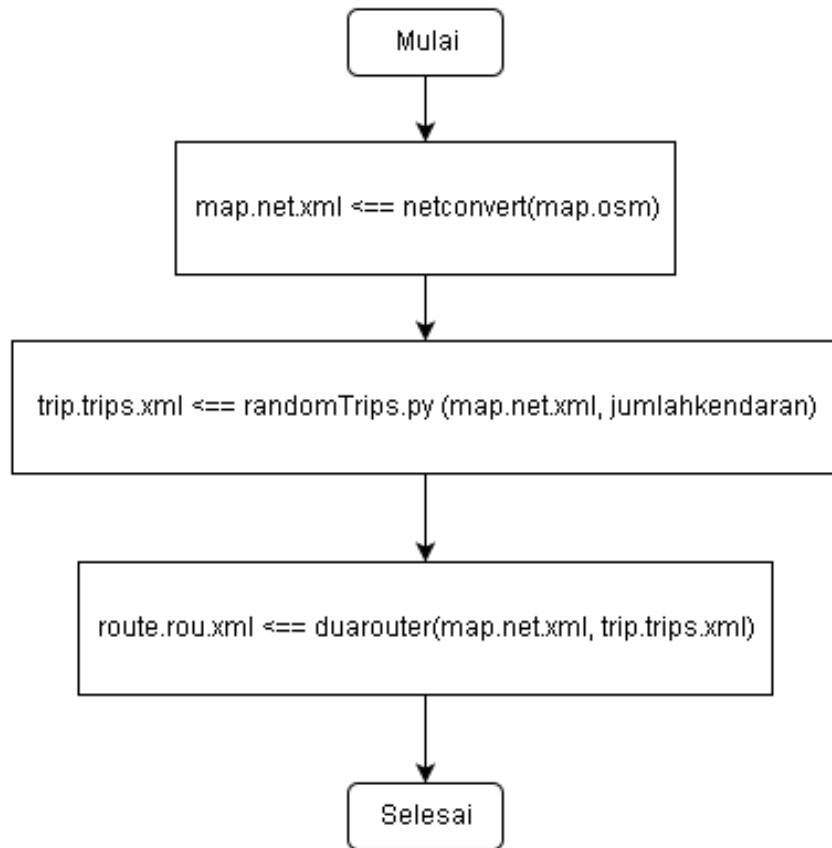 Mulai
map.net.xml <== netconvert(map.osm)
trip.trips.xml <== randomTrips.py (map.net.xml, jumlahkendaran)
route.rou.xml <== duarouter(map.net.xml, trip.trips.xml)
Selesai